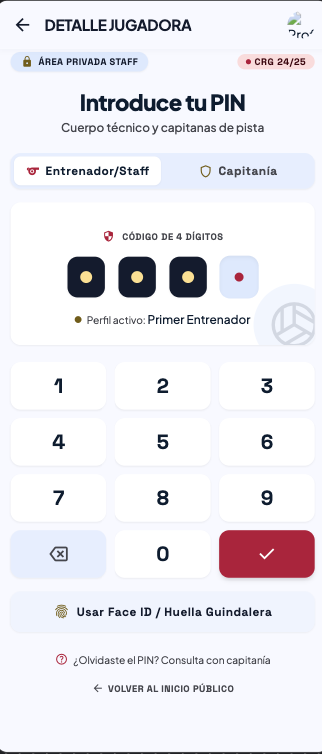 DETALLE JUGADORA
ÁREA PRIVADA STAFF
CRG 24/25
Introduce tu PIN
Cuerpo técnico y capitanas de pista
Entrenador/Staff
Capitanía
CÓDIGO DE 4 DÍGITOS
Perfil activo: Primer Entrenador
1 2 3
4 5 6
7 8 9
0
Usar Face ID / Huella Guindalera
¿Olvidaste el PIN? Consulta con capitanía
VOLVER AL INICIO PÚBLICO